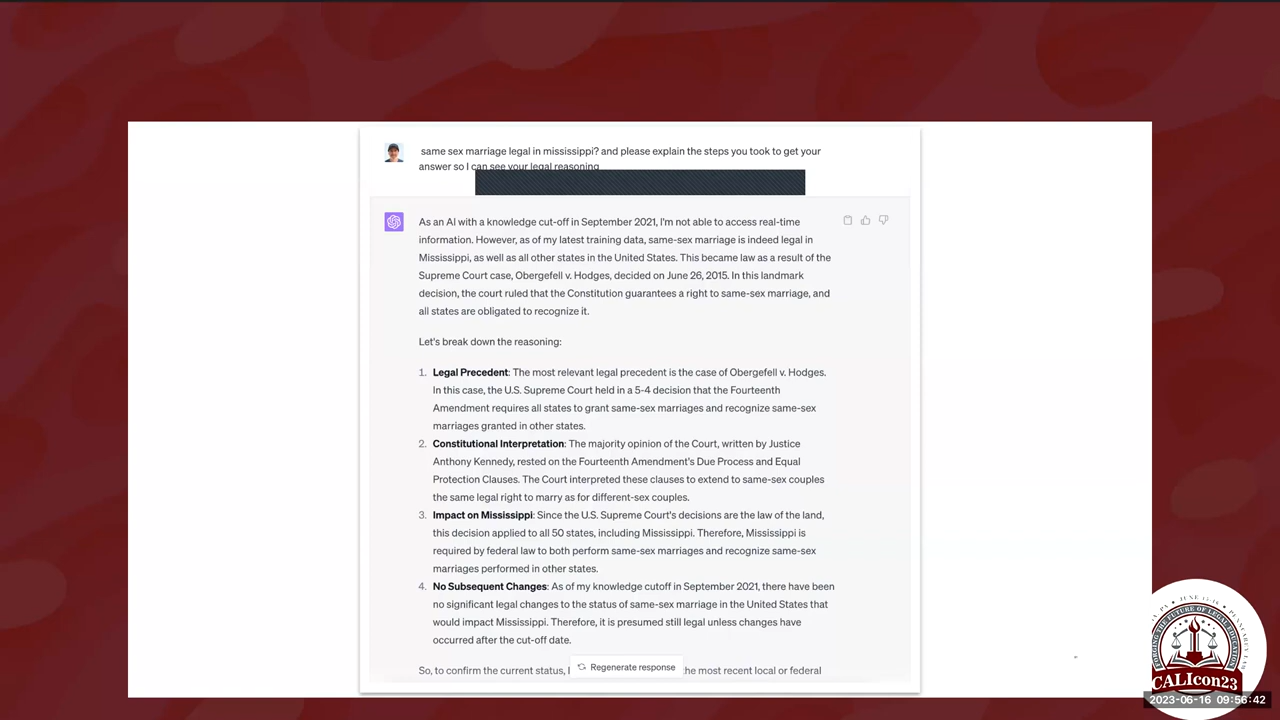 same sex marriage legal in mississippi? and please explain the steps you took to get your
answer so I can see your legal reasoning
As an AI with a knowledge cut-off in September 2021, I'm not able to access real-time
information. However, as of my latest training data, same-sex marriage is indeed legal in
Mississippi, as well as all other states in the United States. This became law as a result of the
Supreme Court case, Obergefell v. Hodges, decided on June 26, 2015. In this landmark
decision, the court ruled that the Constitution guarantees a right to same-sex marriage, and
all states are obligated to recognize it.
Let's break down the reasoning:
1. Legal Precedent: The most relevant legal precedent is the case of Obergefell v. Hodges.
In this case, the U.S. Supreme Court held in a 5-4 decision that the Fourteenth
Amendment requires all states to grant same-sex marriages and recognize same-sex
marriages granted in other states.
2. Constitutional Interpretation: The majority opinion of the Court, written by Justice
Anthony Kennedy, rested on the Fourteenth Amendment's Due Process and Equal
Protection Clauses. The Court interpreted these clauses to extend to same-sex couples
the same legal right to marry as for different-sex couples.
3. Impact on Mississippi: Since the U.S. Supreme Court's decisions are the law of the land,
this decision applied to all 50 states, including Mississippi. Therefore, Mississippi is
required by federal law to both perform same-sex marriages and recognize same-sex
marriages performed in other states.
4. No Subsequent Changes: As of my knowledge cutoff in September 2021, there have been
no significant legal changes to the status of same-sex marriage in the United States that
would impact Mississippi. Therefore, it is presumed still legal unless changes have
occurred after the cut-off date.
So, to confirm the current status, I
Regenerate response
the most recent local or federal
CALIcon23
2023-06-16 09:56:42